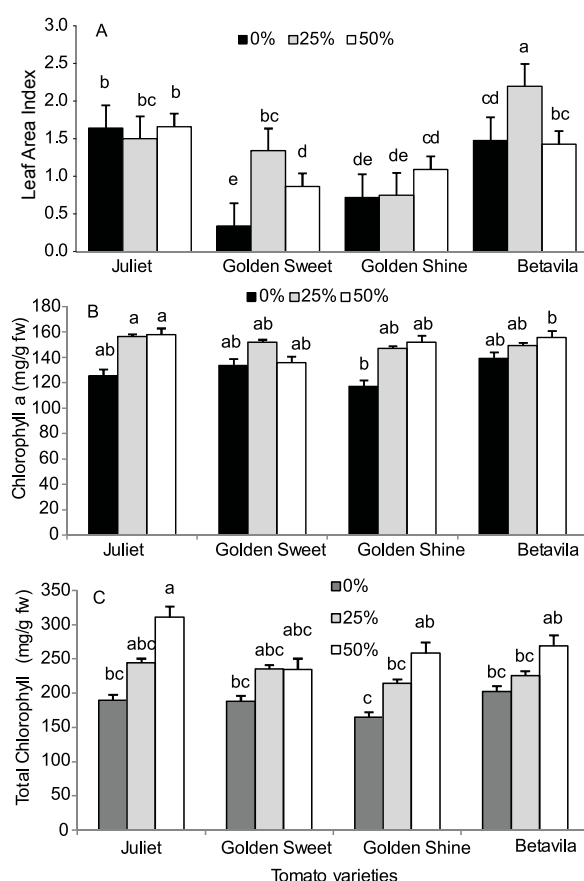 A
0% 25% 50%
Leaf Area Index
3.0
2.5
2.0
1.5
1.0
0.5
0.0
b bc b
e bc d
de de cd
cd a bc
Juliet Golden Sweet Golden Shine Betavila
B
0% 25% 50%
Chlorophyll a (mg/g fw)
180
160
140
120
100
80
60
40
20
0
ab a a
ab ab ab
b ab ab
ab ab b
Juliet Golden Sweet Golden Shine Betavila
C
0%
25%
50%
Total Chlorophyll (mg/g fw)
350
300
250
200
150
100
50
0
bc abc a
bc abc abc
c bc ab
bc bc ab
Juliet Golden Sweet Golden Shine Betavila
Tomato varieties